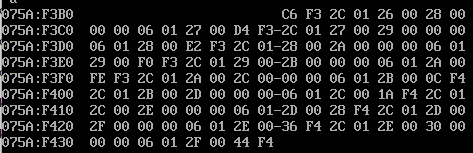 075A:F3B0 C6 F3 2C 01 26 00 28 00
075A:F3C0 00 00 06 01 27 00 D4 F3-2C 01 27 00 29 00 00 00
075A:F3D0 06 01 28 00 E2 F3 2C 01-28 00 2A 00 00 00 06 01
075A:F3E0 29 00 F0 F3 2C 01 29 00-2B 00 00 00 06 01 2A 00
075A:F3F0 FE F3 2C 01 2A 00 2C 00-00 00 06 01 2B 00 0C F4
075A:F400 2C 01 2B 00 2D 00 00 00-06 01 2C 00 1A F4 2C 01
075A:F410 2C 00 2E 00 00 00 06 01-2D 00 28 F4 2C 01 2D 00
075A:F420 2F 00 00 00 06 01 2E 00-36 F4 2C 01 2E 00 30 00
075A:F430 00 00 06 01 2F 00 44 F4